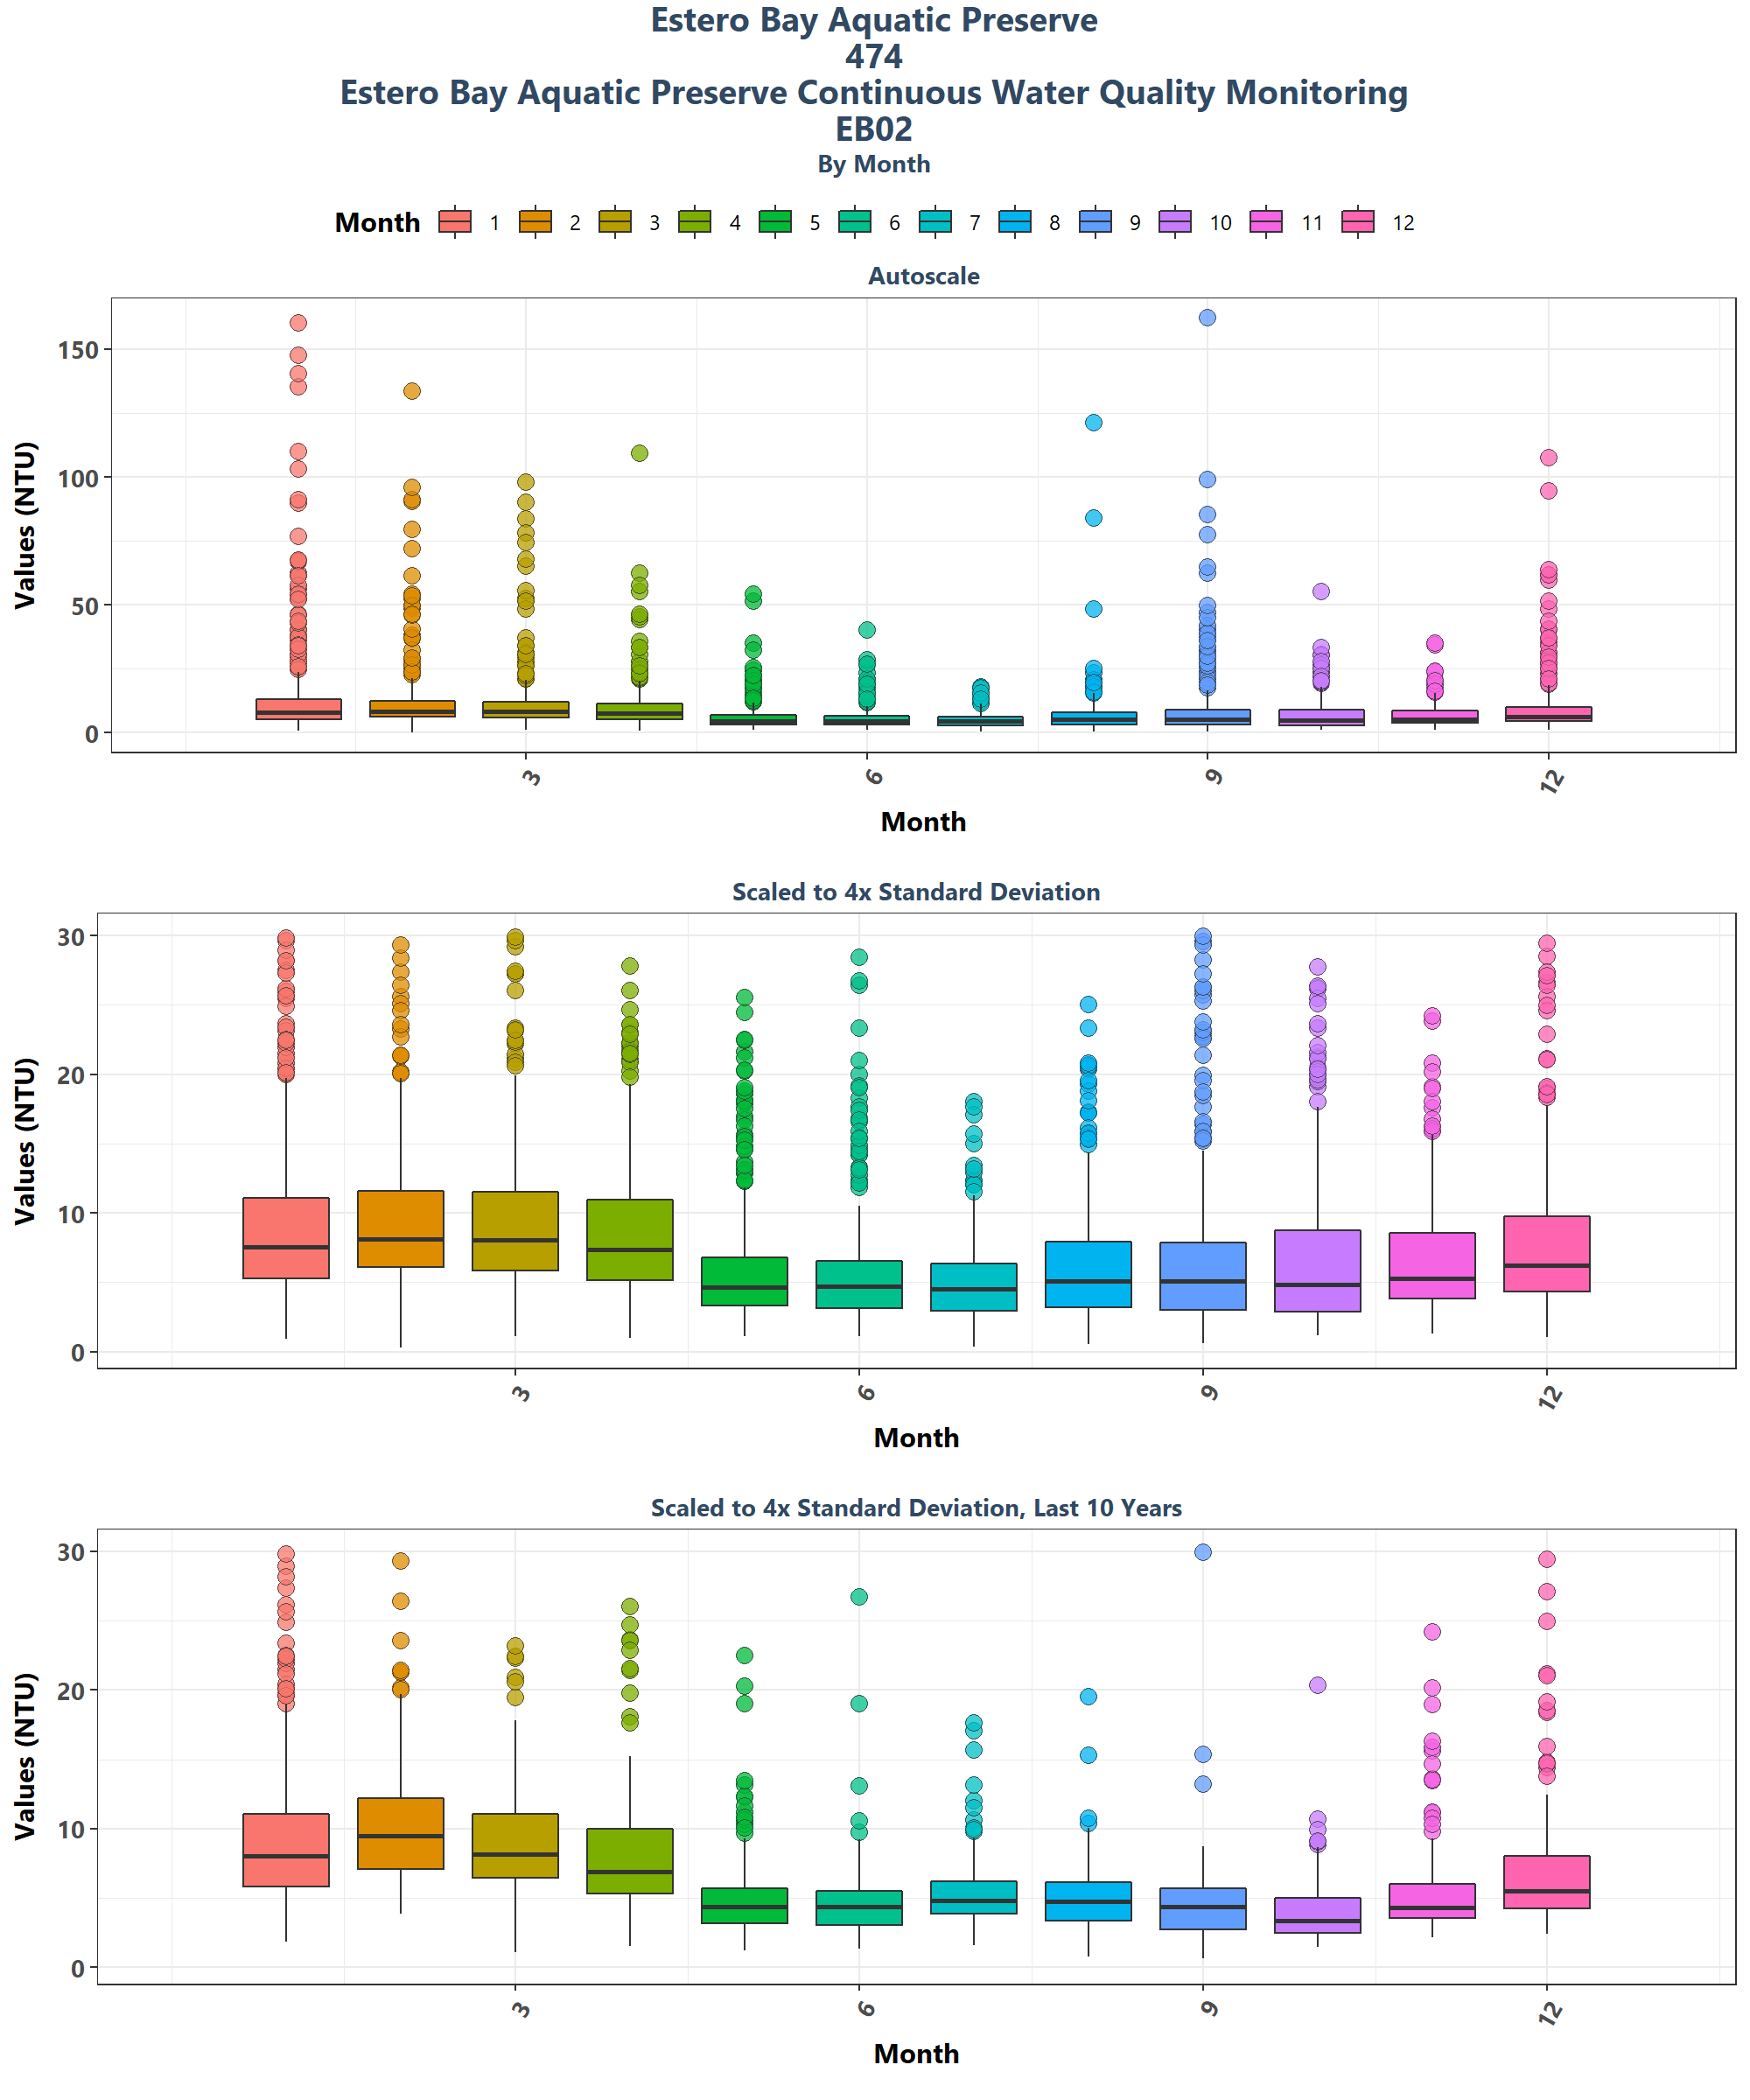 Estero Bay Aquatic Preserve
474
Estero Bay Aquatic Preserve Continuous Water Quality Monitoring
EB02
By Month
Month 1 2 3 4 5 6 7 8 9 10 11 12
Autoscale
Values (NTU)
150
100
50
0
3 6 9 12
Month
Scaled to 4x Standard Deviation
Values (NTU)
30
20
10
0
3 6 9 12
Month
Scaled to 4x Standard Deviation, Last 10 Years
Values (NTU)
30
20
10
0
3 6 9 12
Month